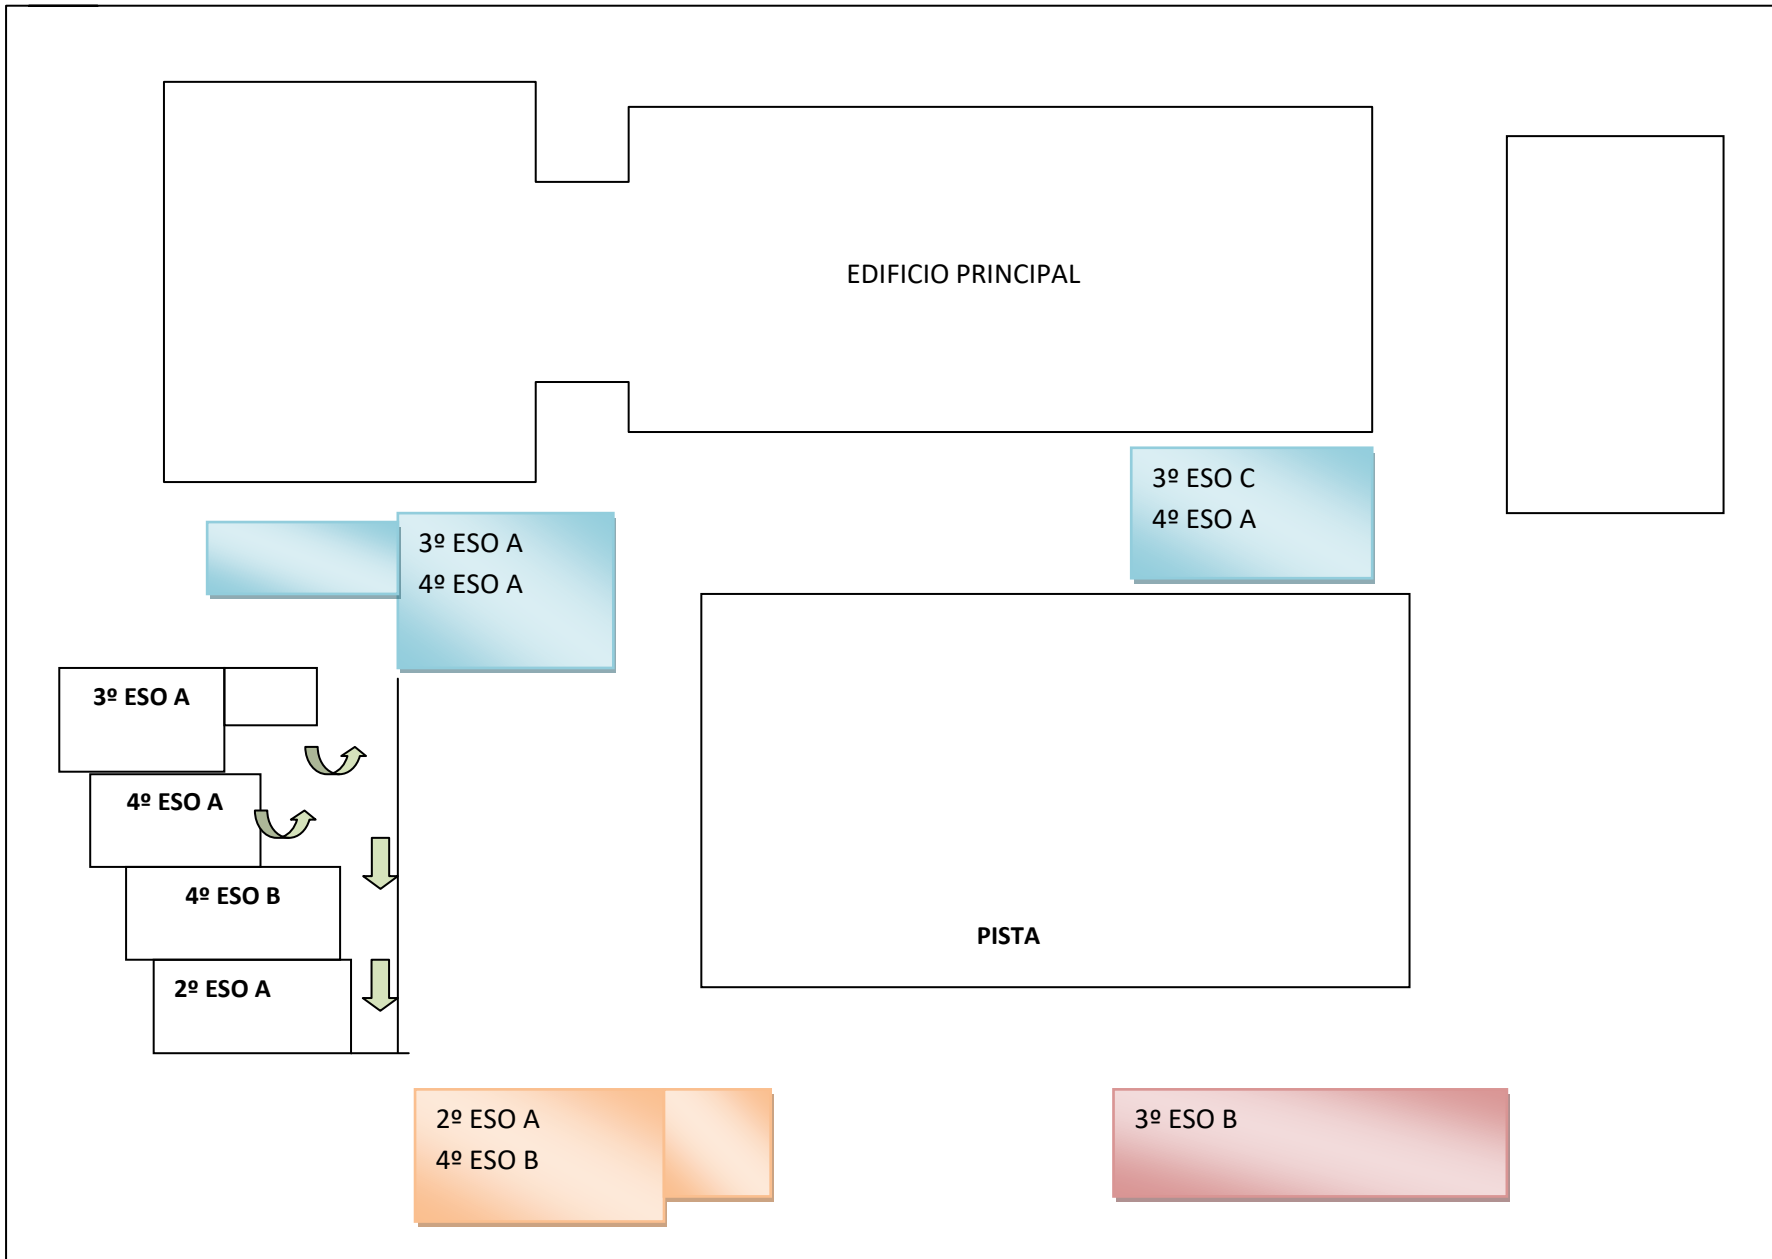 EDIFICIO PRINCIPAL
3º ESO C
4º ESO A
3º ESO A
4º ESO A
3º ESO A
4º ESO A
4º ESO B
2º ESO A
PISTA
2º ESO A
4º ESO B
3º ESO B